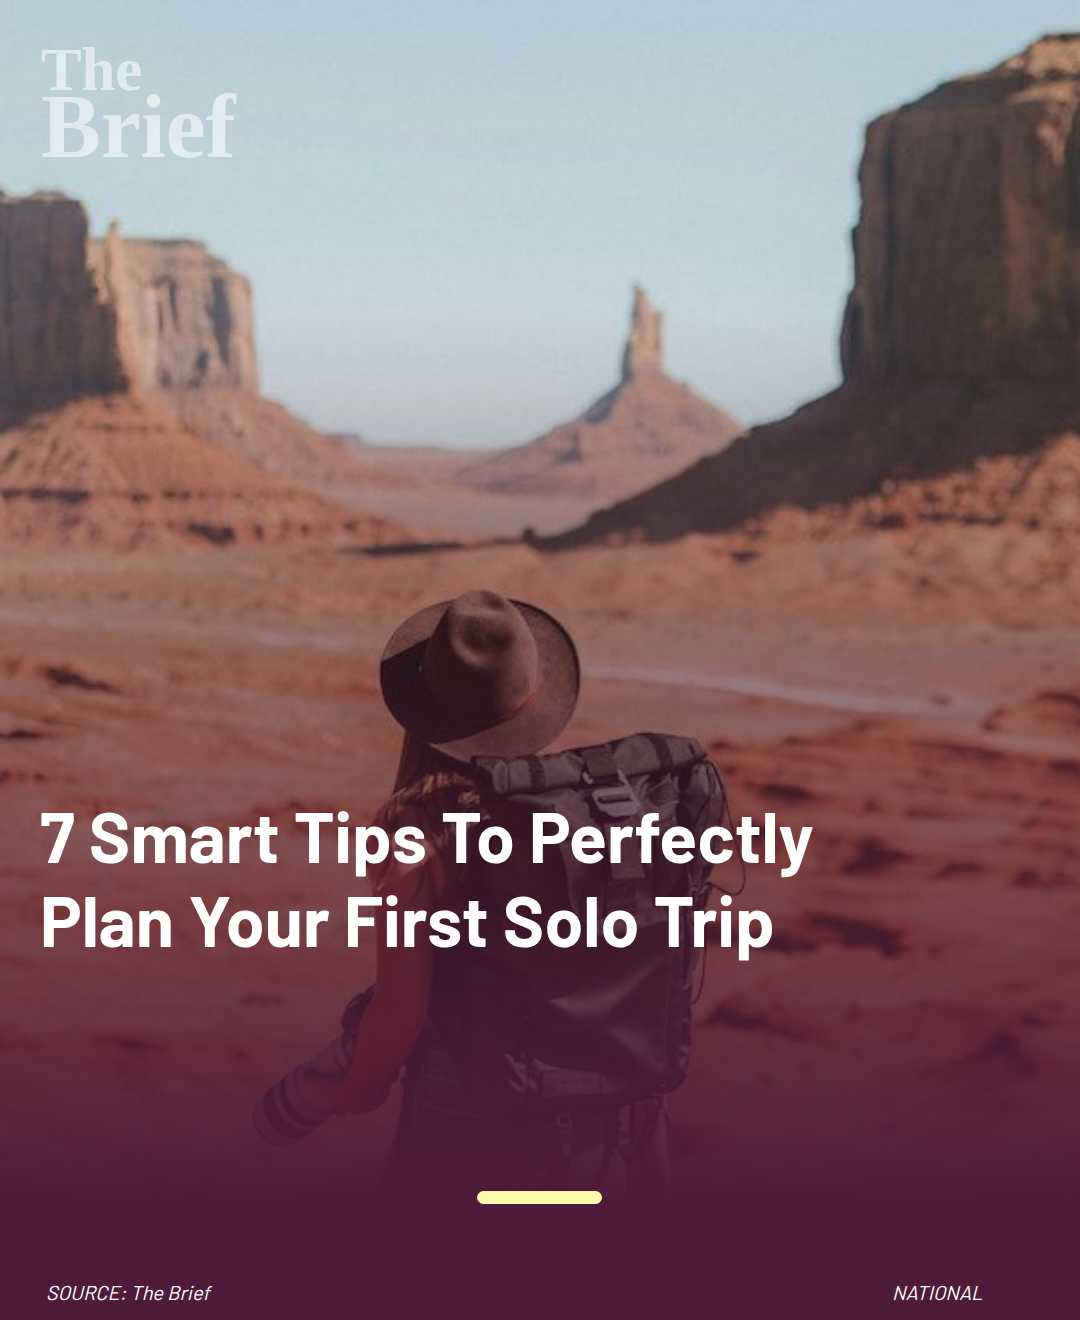 The
Brief
7 Smart Tips To Perfectly
Plan Your First Solo Trip
SOURCE: The Brief
NATIONAL